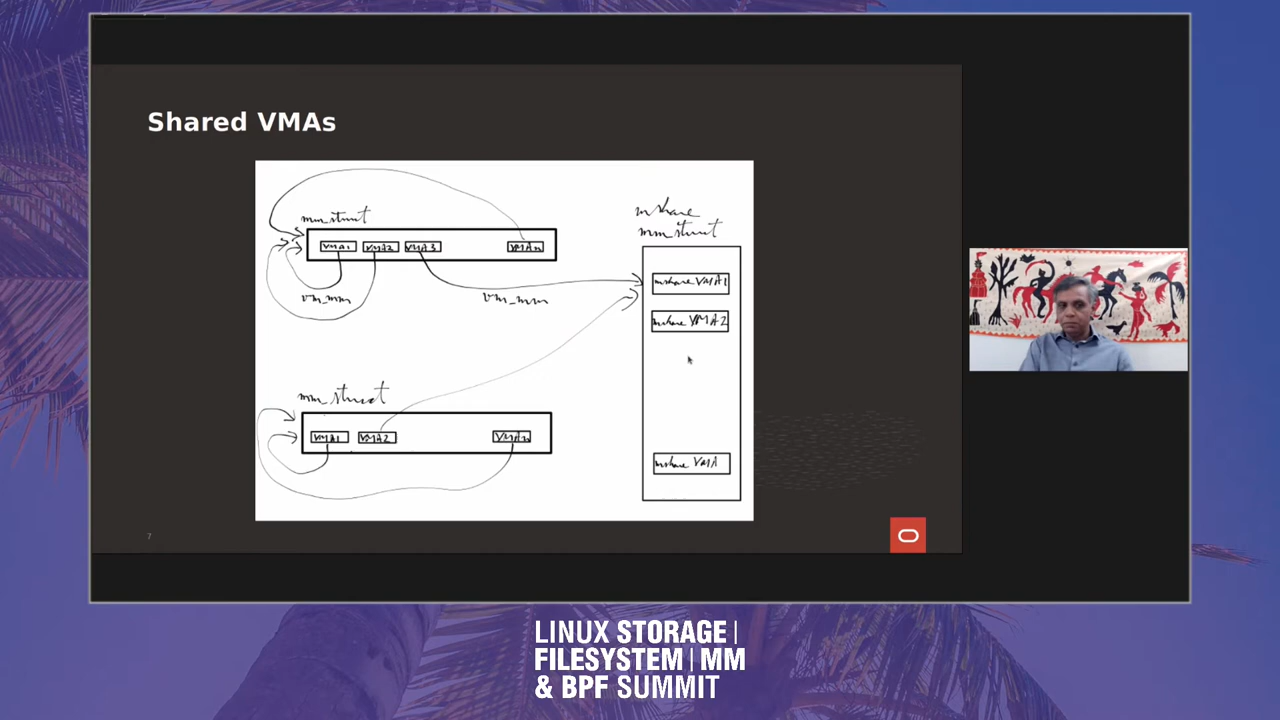 Shared VMAs
mm_struct
VMA1 VMA2 VMA3 VMAn
vm_mm
vm_mm
mshare
mm_struct
mshare VMA1
mshare VMA2
mshare VMA
mm_struct
VMA1 VMA2 VMAn
7
LINUX STORAGE |
FILESYSTEM | MM
& BPF SUMMIT